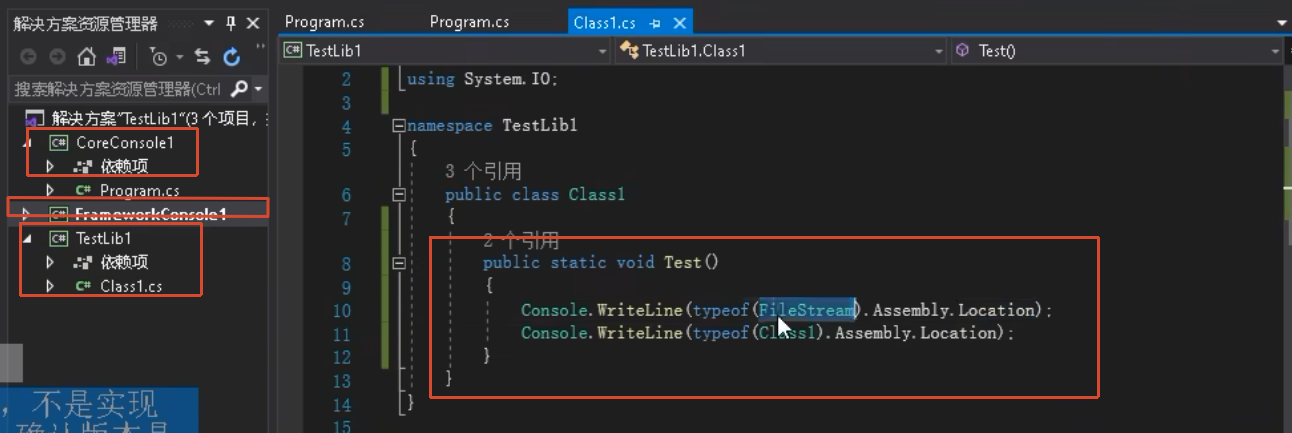 解决方案资源管理器
搜索解决方案资源管理器(Ctrl
解决方案"TestLib1"(3 个项目,
CoreConsole1
依赖项
C# Program.cs
FrameworkConsole1
TestLib1
依赖项
C# Class1.cs
, 不是实现
确认版本是
Program.cs Program.cs Class1.cs
C# TestLib1 TestLib1.Class1 Test()
2 using System.IO;
3
4 namespace TestLib1
5 {
3 个引用
6 public class Class1
7 {
2 个引用
8 public static void Test()
9 {
10 Console.WriteLine(typeof(FileStream).Assembly.Location);
11 Console.WriteLine(typeof(Class1).Assembly.Location);
12 }
13 }
14 }
15